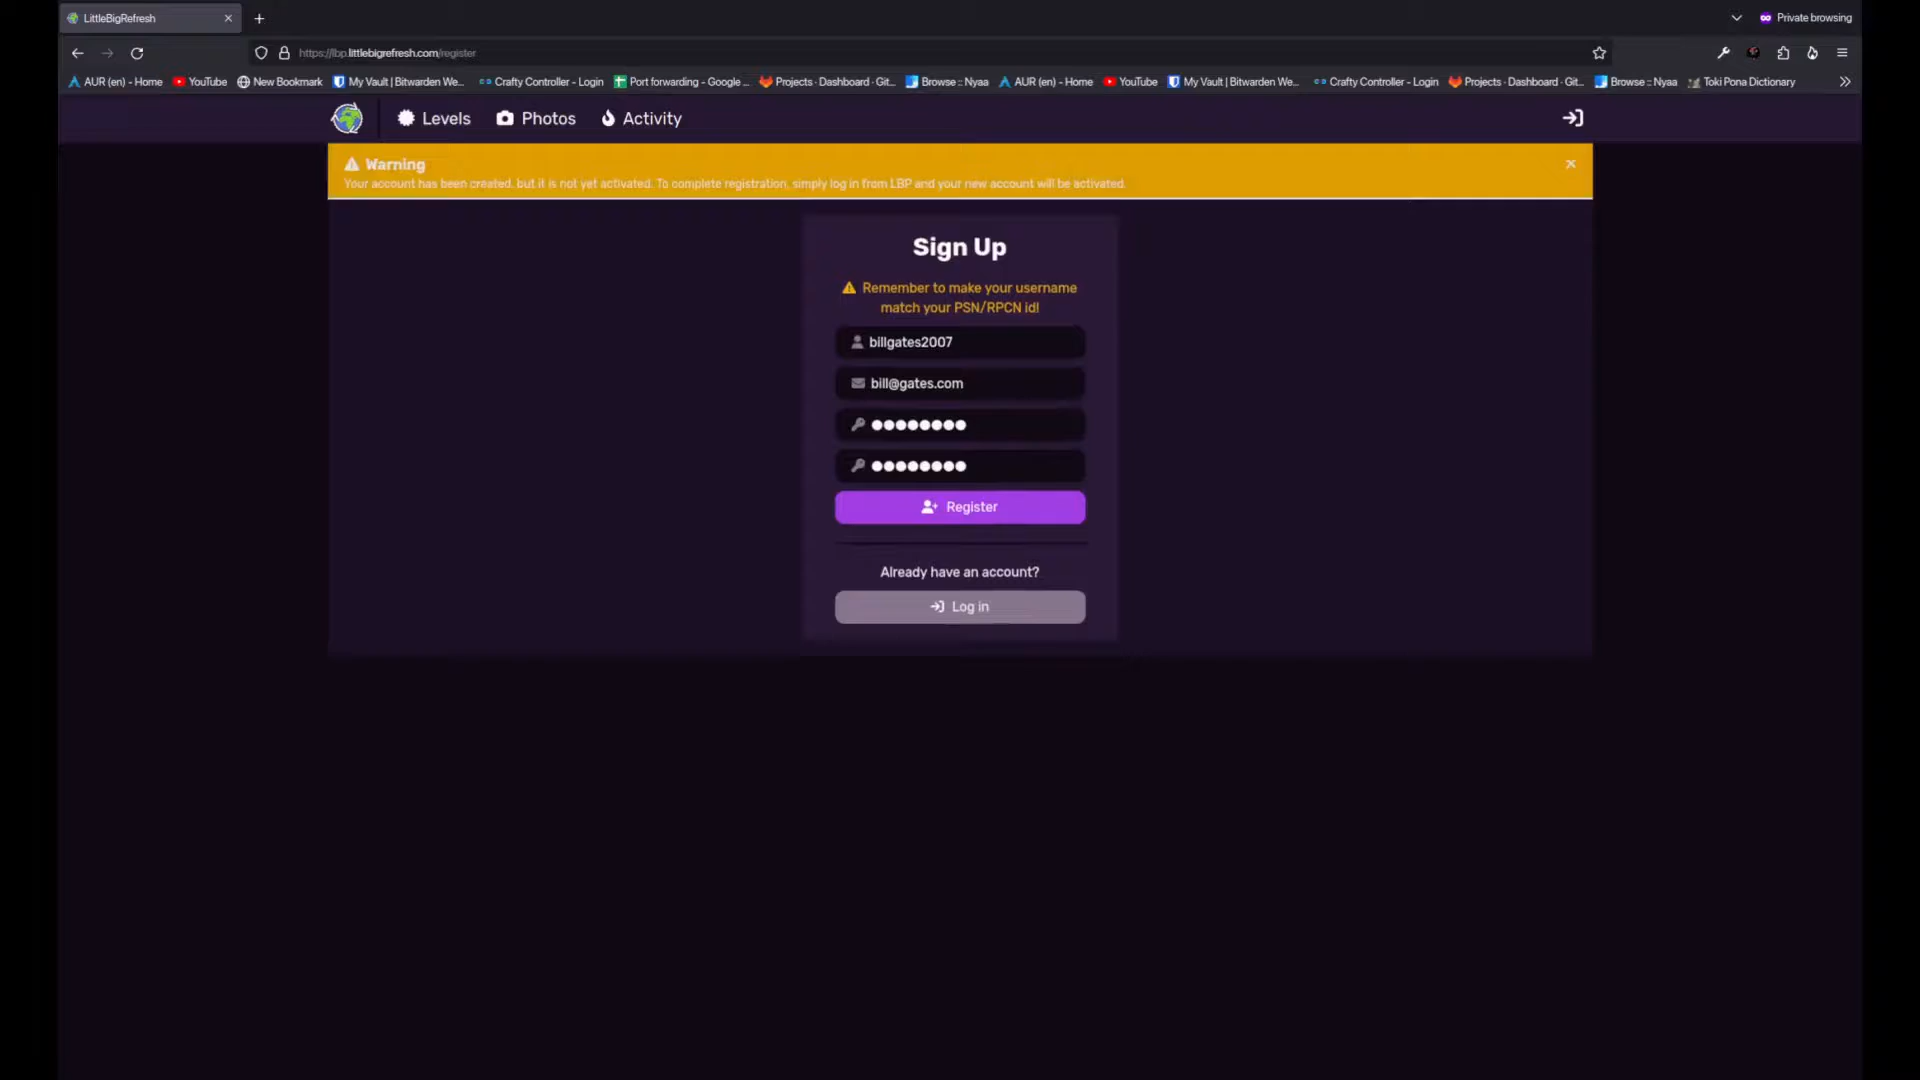 LittleBigRefresh
Private browsing
https://lbp.littlebigrefresh.com/register
AUR (en) - Home YouTube New Bookmark My Vault | Bitwarden We... Crafty Controller - Login Port forwarding - Google ... Projects · Dashboard · Git... Browse :: Nyaa AUR (en) - Home YouTube My Vault | Bitwarden We... Crafty Controller - Login Projects · Dashboard · Git... Browse :: Nyaa Toki Pona Dictionary
Levels Photos Activity
Warning
Your account has been created, but it is not yet activated. To complete registration, simply log in from LBP and your new account will be activated.
Sign Up
Remember to make your username
match your PSN/RPCN id!
billgates2007
bill@gates.com
●●●●●●●●
●●●●●●●●
Register
Already have an account?
Log in